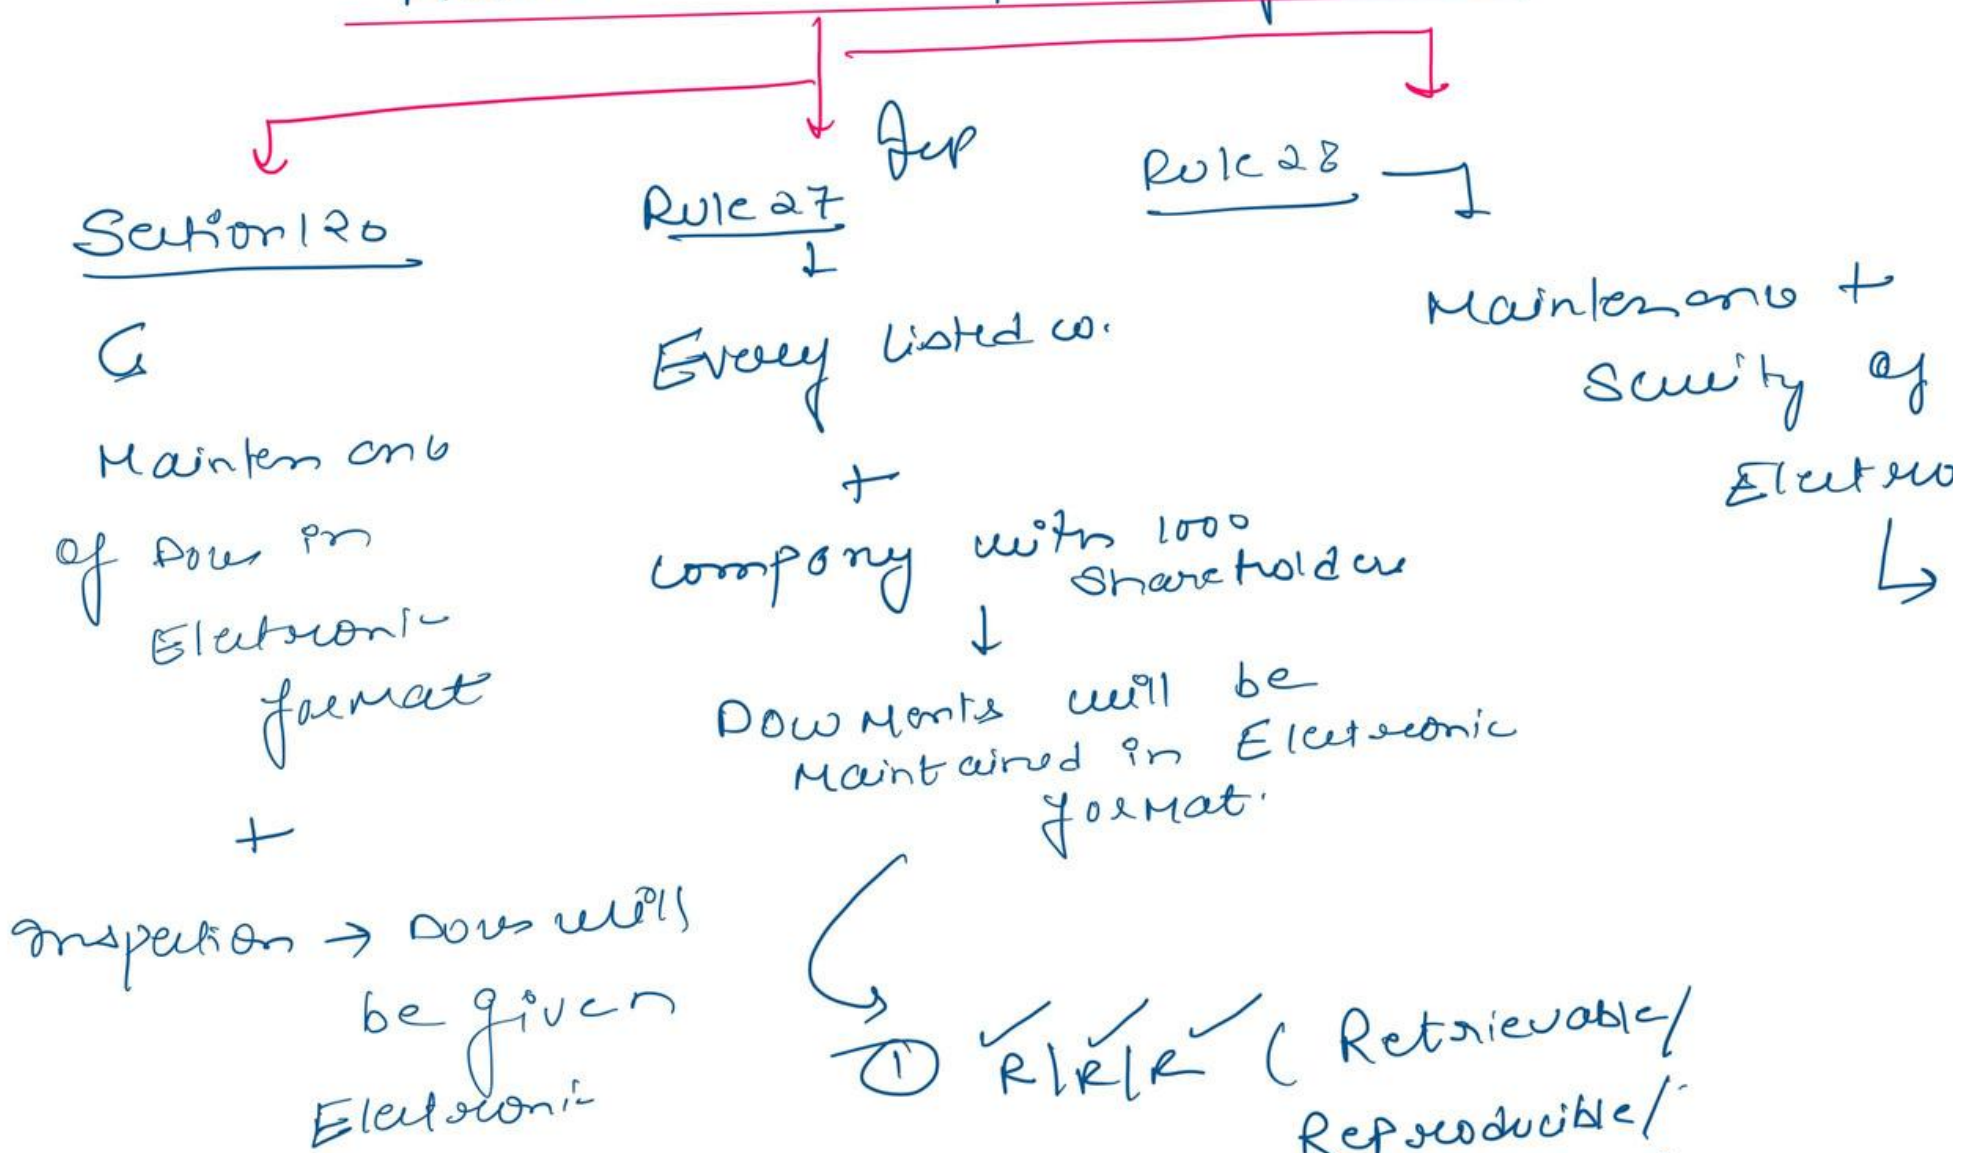 Section 120
Maintenance
of Docs in
Electronic
format
+
Inspection → Docs will
be given
Electronic
Imp
Rule 27
↓
Every listed co.
+
company with 1000
shareholders
↓
Documents will be
Maintained in Electronic
format.
① R|R|R ( Retrievable/
Reproducible/
Rule 28
Maintenance +
Security of
Electro